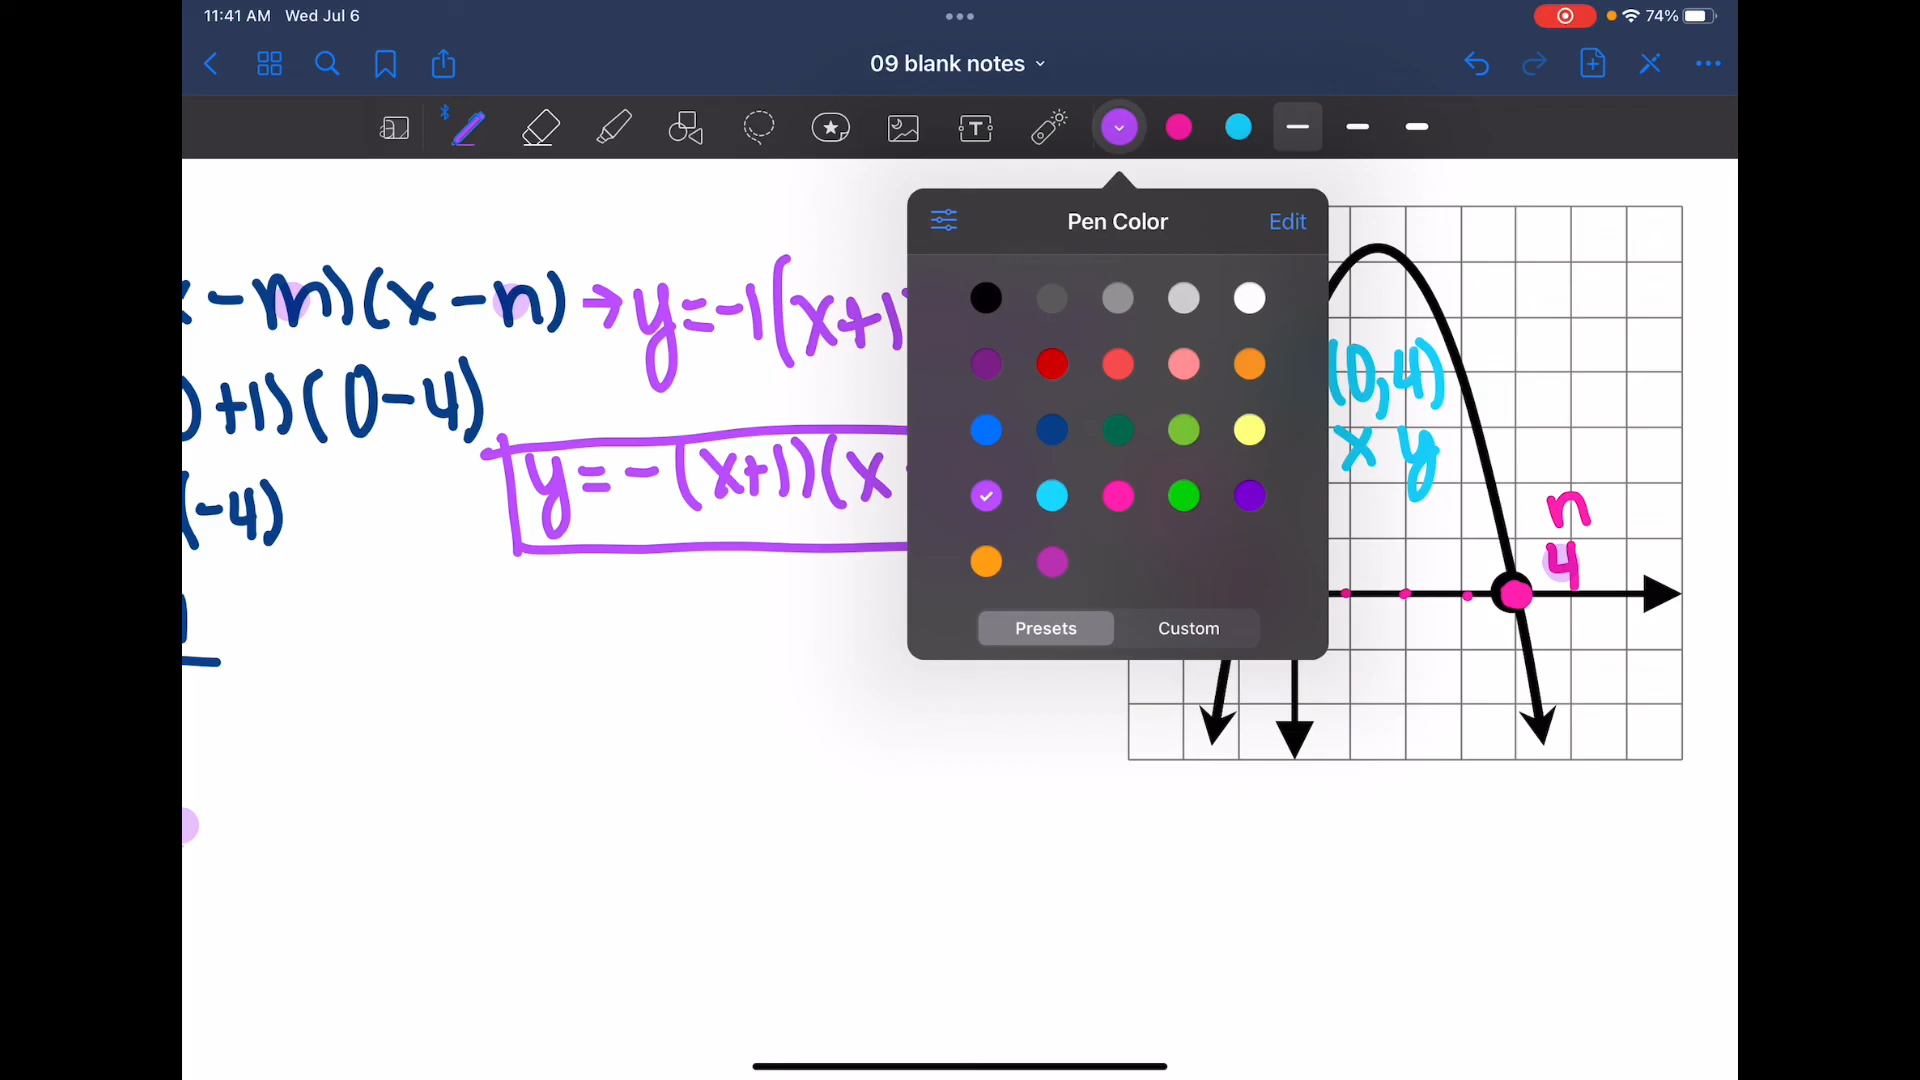 11:41 AM Wed Jul 6
74%
09 blank notes
T
Pen Color
Edit
Presets
Custom
-m)(x-n) → y=-1(x+1
+1)(0-4)
y=-(x+1)(x
(-4)
(0,4)
x y
n
4